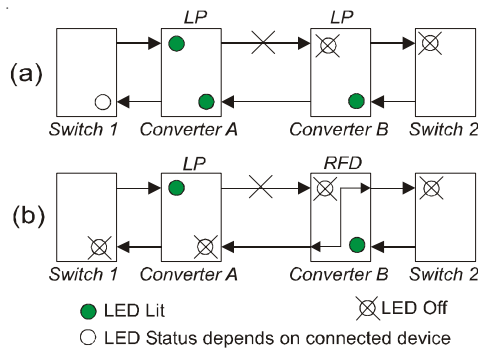 LP LP
(a)
Switch 1 Converter A Converter B Switch 2
LP RFD
(b)
Switch 1 Converter A Converter B Switch 2
LED Lit LED Off
LED Status depends on connected device